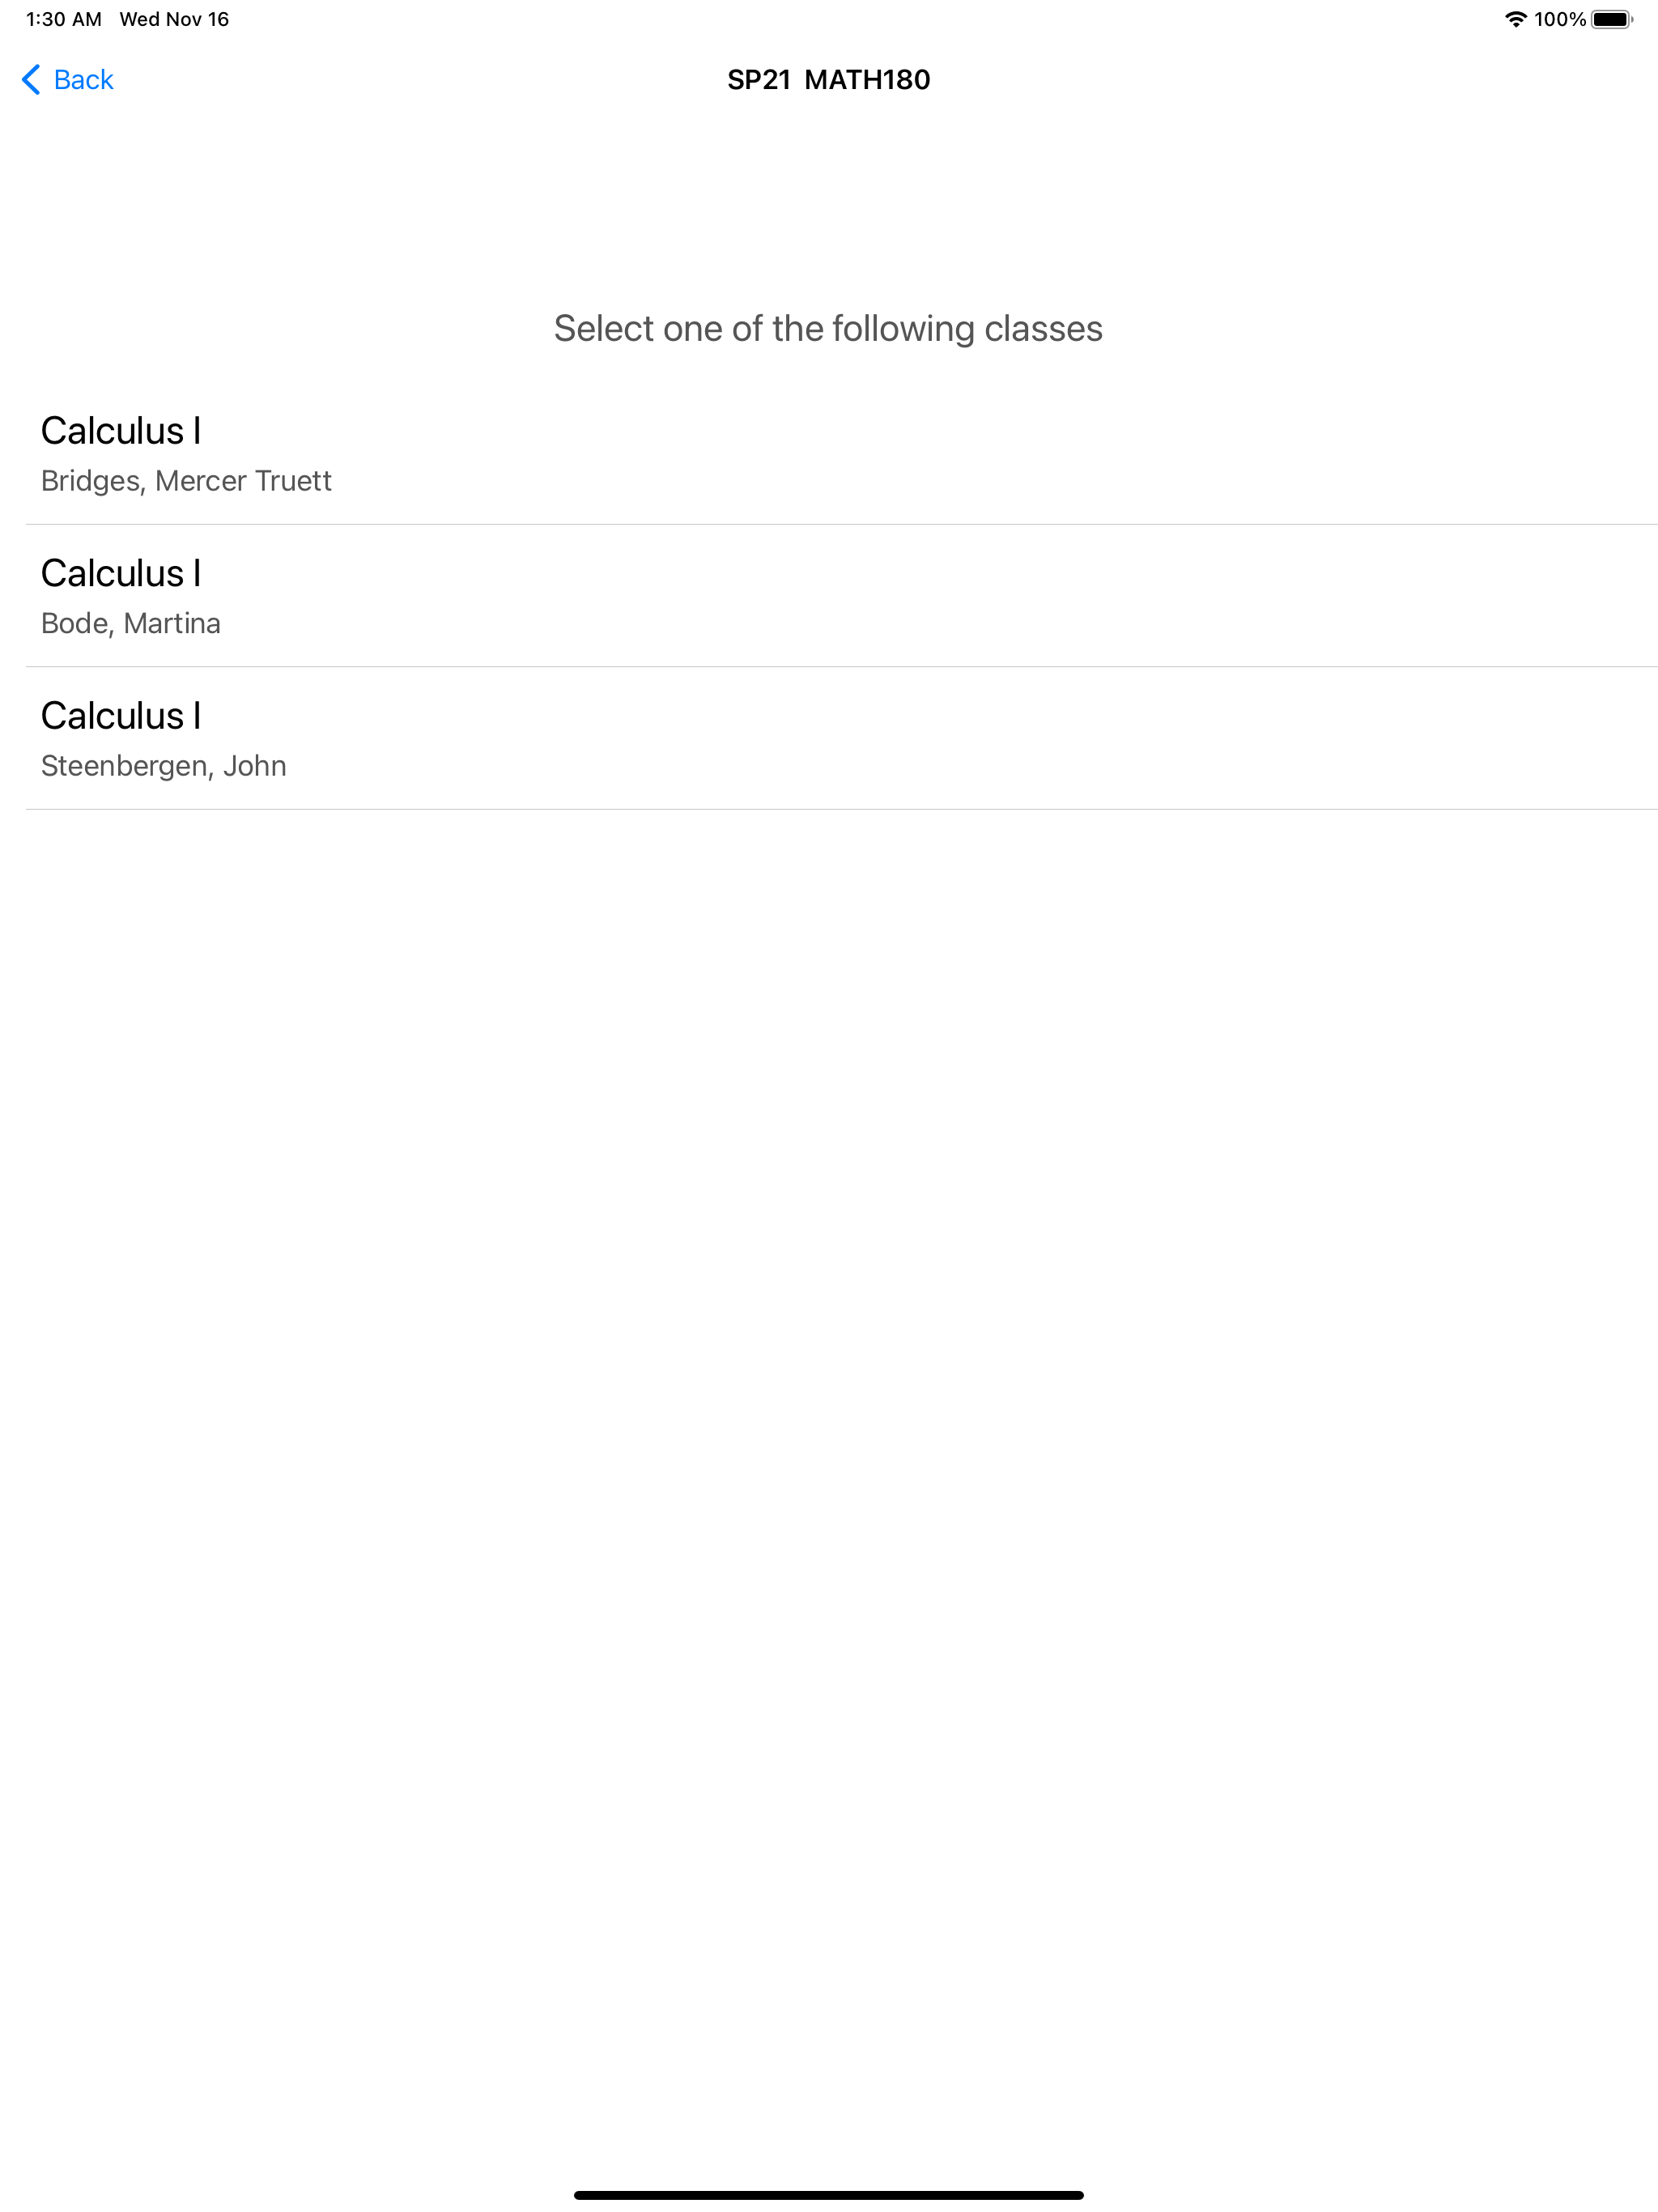 1:30 AM Wed Nov 16
100%
Back
SP21 MATH180
Select one of the following classes
Calculus I
Bridges, Mercer Truett
Calculus I
Bode, Martina
Calculus I
Steenbergen, John